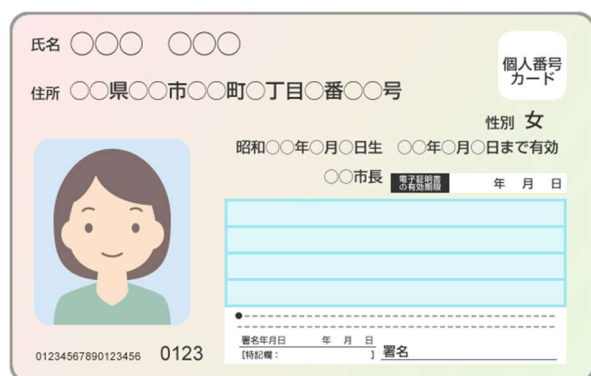 氏名 ○○○ ○○○
個人番号
カード
住所 ○○県○○市○○町○丁目○番○○号
性別 女
昭和○○年○月○日生 ○○年○月○日まで有効
○○市長
電子証明書
の有効期限
年 月 日
署名年月日 年 月 日
[特記欄: ]
署名
01234567890123456 0123